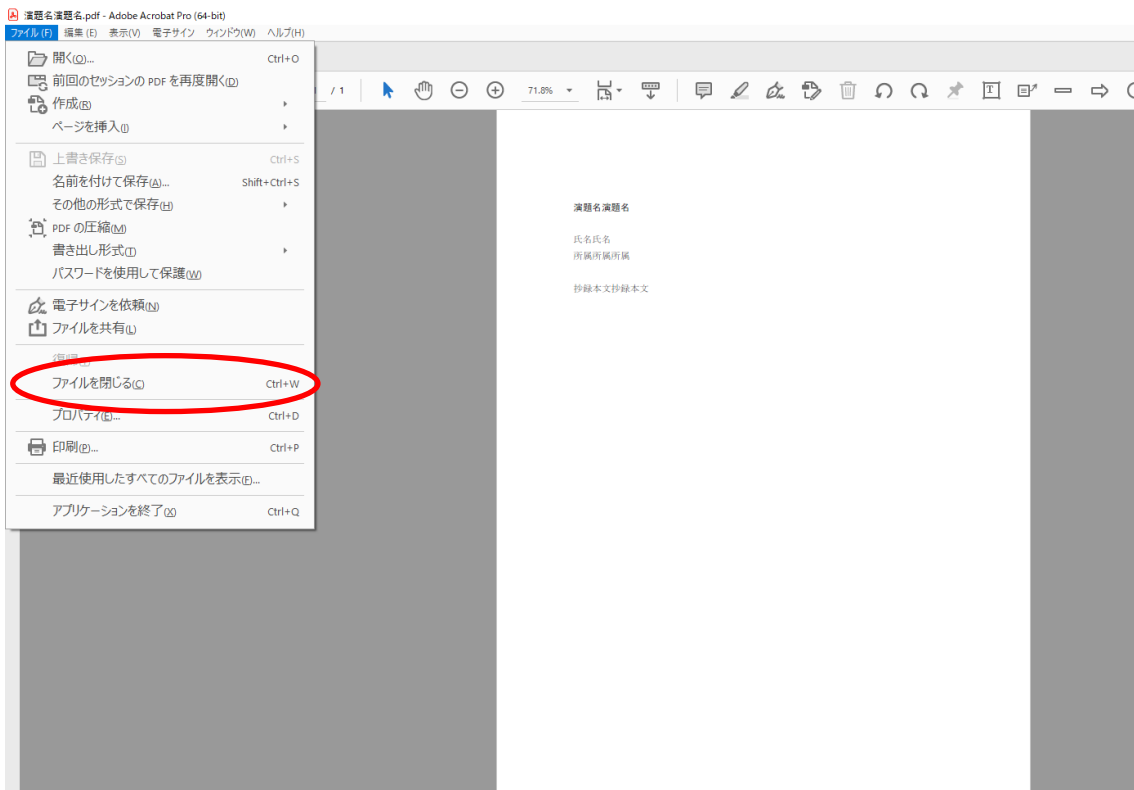 演題名演題名.pdf - Adobe Acrobat Pro (64-bit)
ファイル(F) 編集(E) 表示(V) 電子サイン ウィンドウ(W) ヘルプ(H)
開く(O)... Ctrl+O
前回のセッションの PDF を再度開く(D)
作成(R)
ページを挿入(I)
上書き保存(S) Ctrl+S
名前を付けて保存(A)... Shift+Ctrl+S
その他の形式で保存(H)
PDF の圧縮(M)
書き出し形式(T)
パスワードを使用して保護(W)
電子サインを依頼(N)
ファイルを共有(L)
復帰
ファイルを閉じる(C) Ctrl+W
プロパティ(E)... Ctrl+D
印刷(P)... Ctrl+P
最近使用したすべてのファイルを表示(F)...
アプリケーションを終了(X) Ctrl+Q
/ 1
71.8%
演題名演題名
氏名氏名
所属所属所属
抄録本文抄録本文